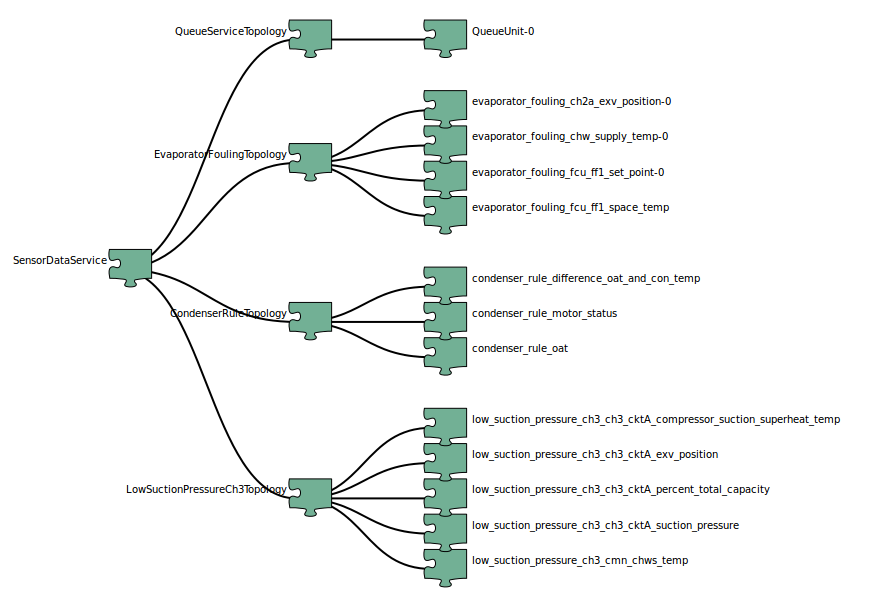 QueueServiceTopology
QueueUnit-0
evaporator_fouling_ch2a_exv_position-0
evaporator_fouling_chw_supply_temp-0
EvaporatorFoulingTopology
evaporator_fouling_fcu_ff1_set_point-0
evaporator_fouling_fcu_ff1_space_temp
SensorDataService
condenser_rule_difference_oat_and_con_temp
CondenserRuleTopology
condenser_rule_motor_status
condenser_rule_oat
low_suction_pressure_ch3_ch3_cktA_compressor_suction_superheat_temp
low_suction_pressure_ch3_ch3_cktA_exv_position
LowSuctionPressureCh3Topology
low_suction_pressure_ch3_ch3_cktA_percent_total_capacity
low_suction_pressure_ch3_ch3_cktA_suction_pressure
low_suction_pressure_ch3_cmn_chws_temp